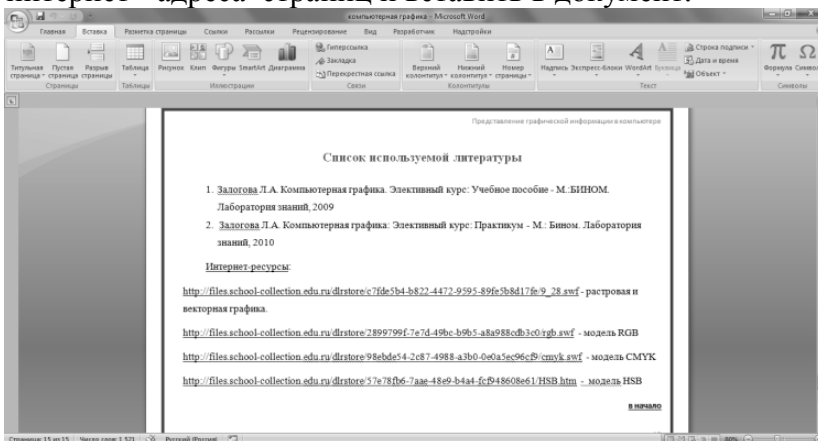 интернет - адреса страниц и вставить в документ.
компьютерная графика - Microsoft Word
Главная Вставка Разметка страницы Ссылки Рассылки Рецензирование Вид Разработчик Надстройки
Титульная страница Пустая страница Разрыв страницы Таблица Рисунок Клип Фигуры SmartArt Диаграмма Гиперссылка Закладка Перекрестная ссылка Верхний колонтитул Нижний колонтитул Номер страницы Надпись Экспресс-блоки WordArt Буквица Строка подписи Дата и время Объект Формула Символ
Страницы Таблицы Иллюстрации Связи Колонтитулы Текст Символы
Представление графической информации в компьютере
Список используемой литературы
1. Залогова Л.А. Компьютерная графика. Элективный курс: Учебное пособие - М.:БИНОМ.
Лаборатория знаний, 2009
2. Залогова Л.А. Компьютерная графика: Элективный курс: Практикум - М.: Бином. Лаборатория
знаний, 2010
Интернет-ресурсы:
http://files.school-collection.edu.ru/dlrstore/c7fde5b4-b822-4472-9595-89fe5b8d17fe/9_28.swf - растровая и
векторная графика.
http://files.school-collection.edu.ru/dlrstore/2899799f-7e7d-49bc-b9b5-a8a988cdb3c0/rgb.swf - модель RGB
http://files.school-collection.edu.ru/dlrstore/98ebde54-2c87-4988-a3b0-0e0a5ec96cf9/cmyk.swf - модель CMYK
http://files.school-collection.edu.ru/dlrstore/57e78fb6-7aae-48e9-b4a4-fcf948608e61/HSB.htm - модель HSB
в начало
Страница: 15 из 15 Число слов: 1 521 Русский (Россия) 80%